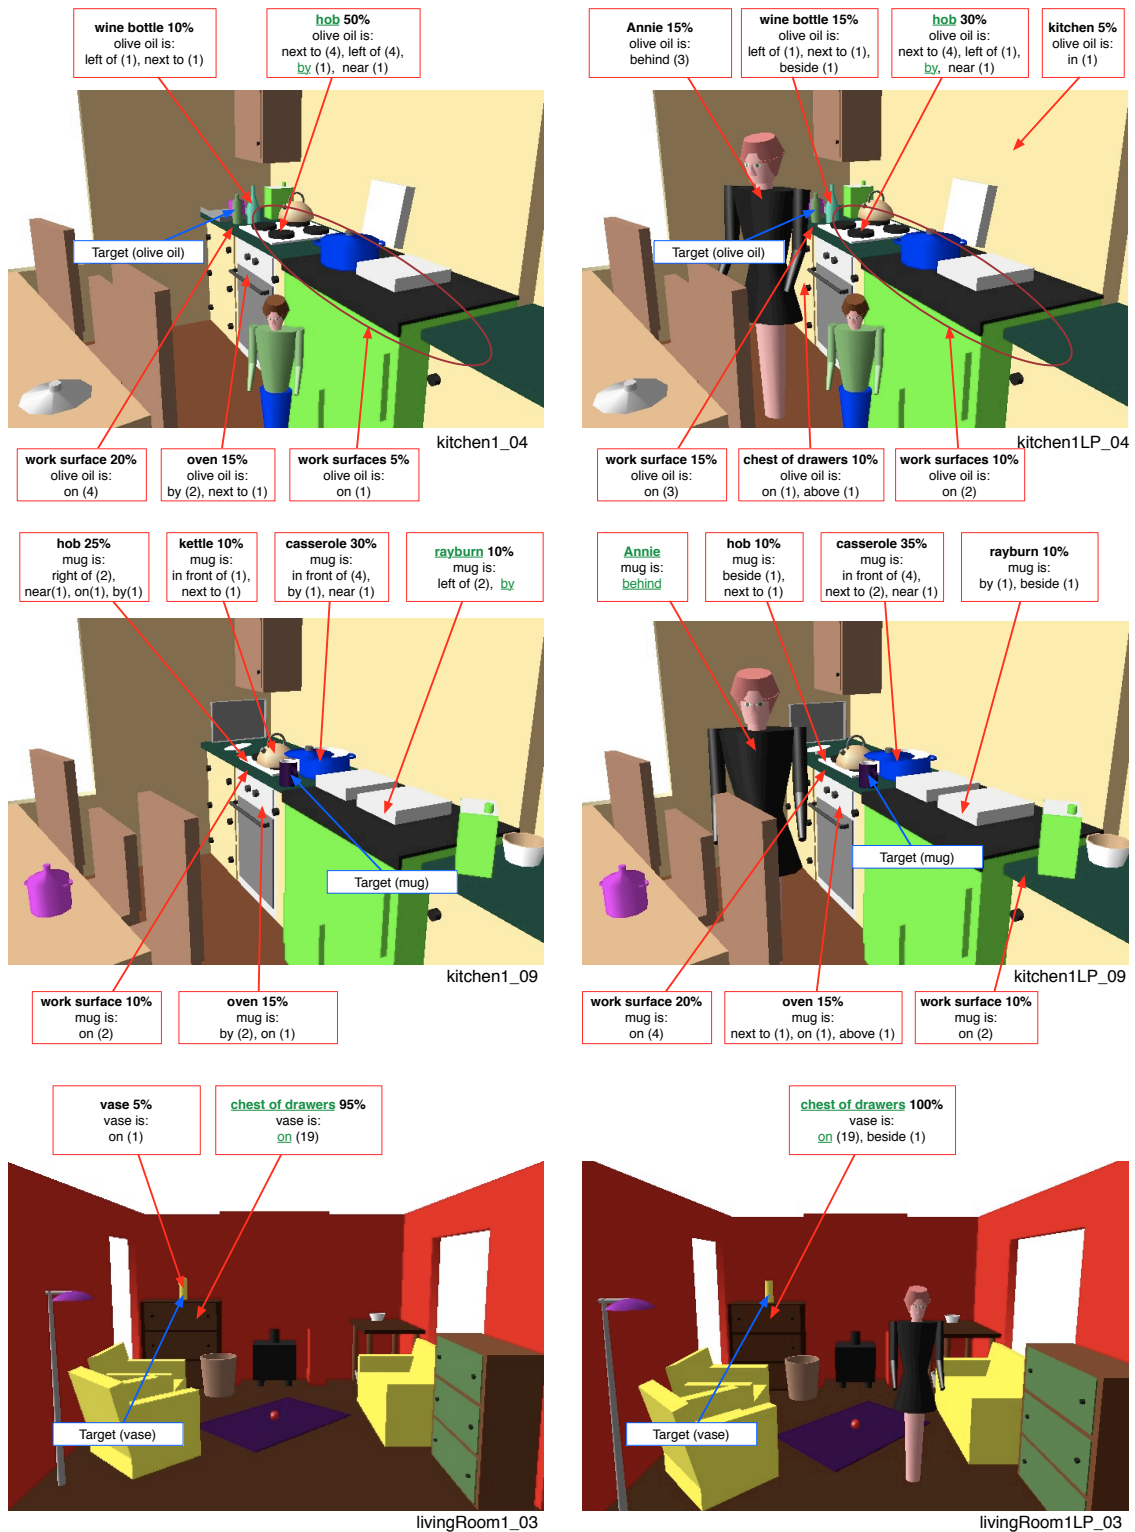 wine bottle 10%
olive oil is:
left of (1), next to (1)
hob 50%
olive oil is:
next to (4), left of (4),
by (1), near (1)
Annie 15%
olive oil is:
behind (3)
wine bottle 15%
olive oil is:
left of (1), next to (1),
beside (1)
hob 30%
olive oil is:
next to (4), left of (1),
by, near (1)
kitchen 5%
olive oil is:
in (1)
Target (olive oil)
Target (olive oil)
kitchen1_04
kitchen1LP_04
work surface 20%
olive oil is:
on (4)
oven 15%
olive oil is:
by (2), next to (1)
work surfaces 5%
olive oil is:
on (1)
work surface 15%
olive oil is:
on (3)
chest of drawers 10%
olive oil is:
on (1), above (1)
work surfaces 10%
olive oil is:
on (2)
hob 25%
mug is:
right of (2),
near(1), on(1), by(1)
kettle 10%
mug is:
in front of (1),
next to (1)
casserole 30%
mug is:
in front of (4),
by (1), near (1)
rayburn 10%
mug is:
left of (2), by
Annie
mug is:
behind
hob 10%
mug is:
beside (1),
next to (1)
casserole 35%
mug is:
in front of (4),
next to (2), near (1)
rayburn 10%
mug is:
by (1), beside (1)
Target (mug)
Target (mug)
kitchen1_09
kitchen1LP_09
work surface 10%
mug is:
on (2)
oven 15%
mug is:
by (2), on (1)
work surface 20%
mug is:
on (4)
oven 15%
mug is:
next to (1), on (1), above (1)
work surface 10%
mug is:
on (2)
vase 5%
vase is:
on (1)
chest of drawers 95%
vase is:
on (19)
chest of drawers 100%
vase is:
on (19), beside (1)
Target (vase)
Target (vase)
livingRoom1_03
livingRoom1LP_03